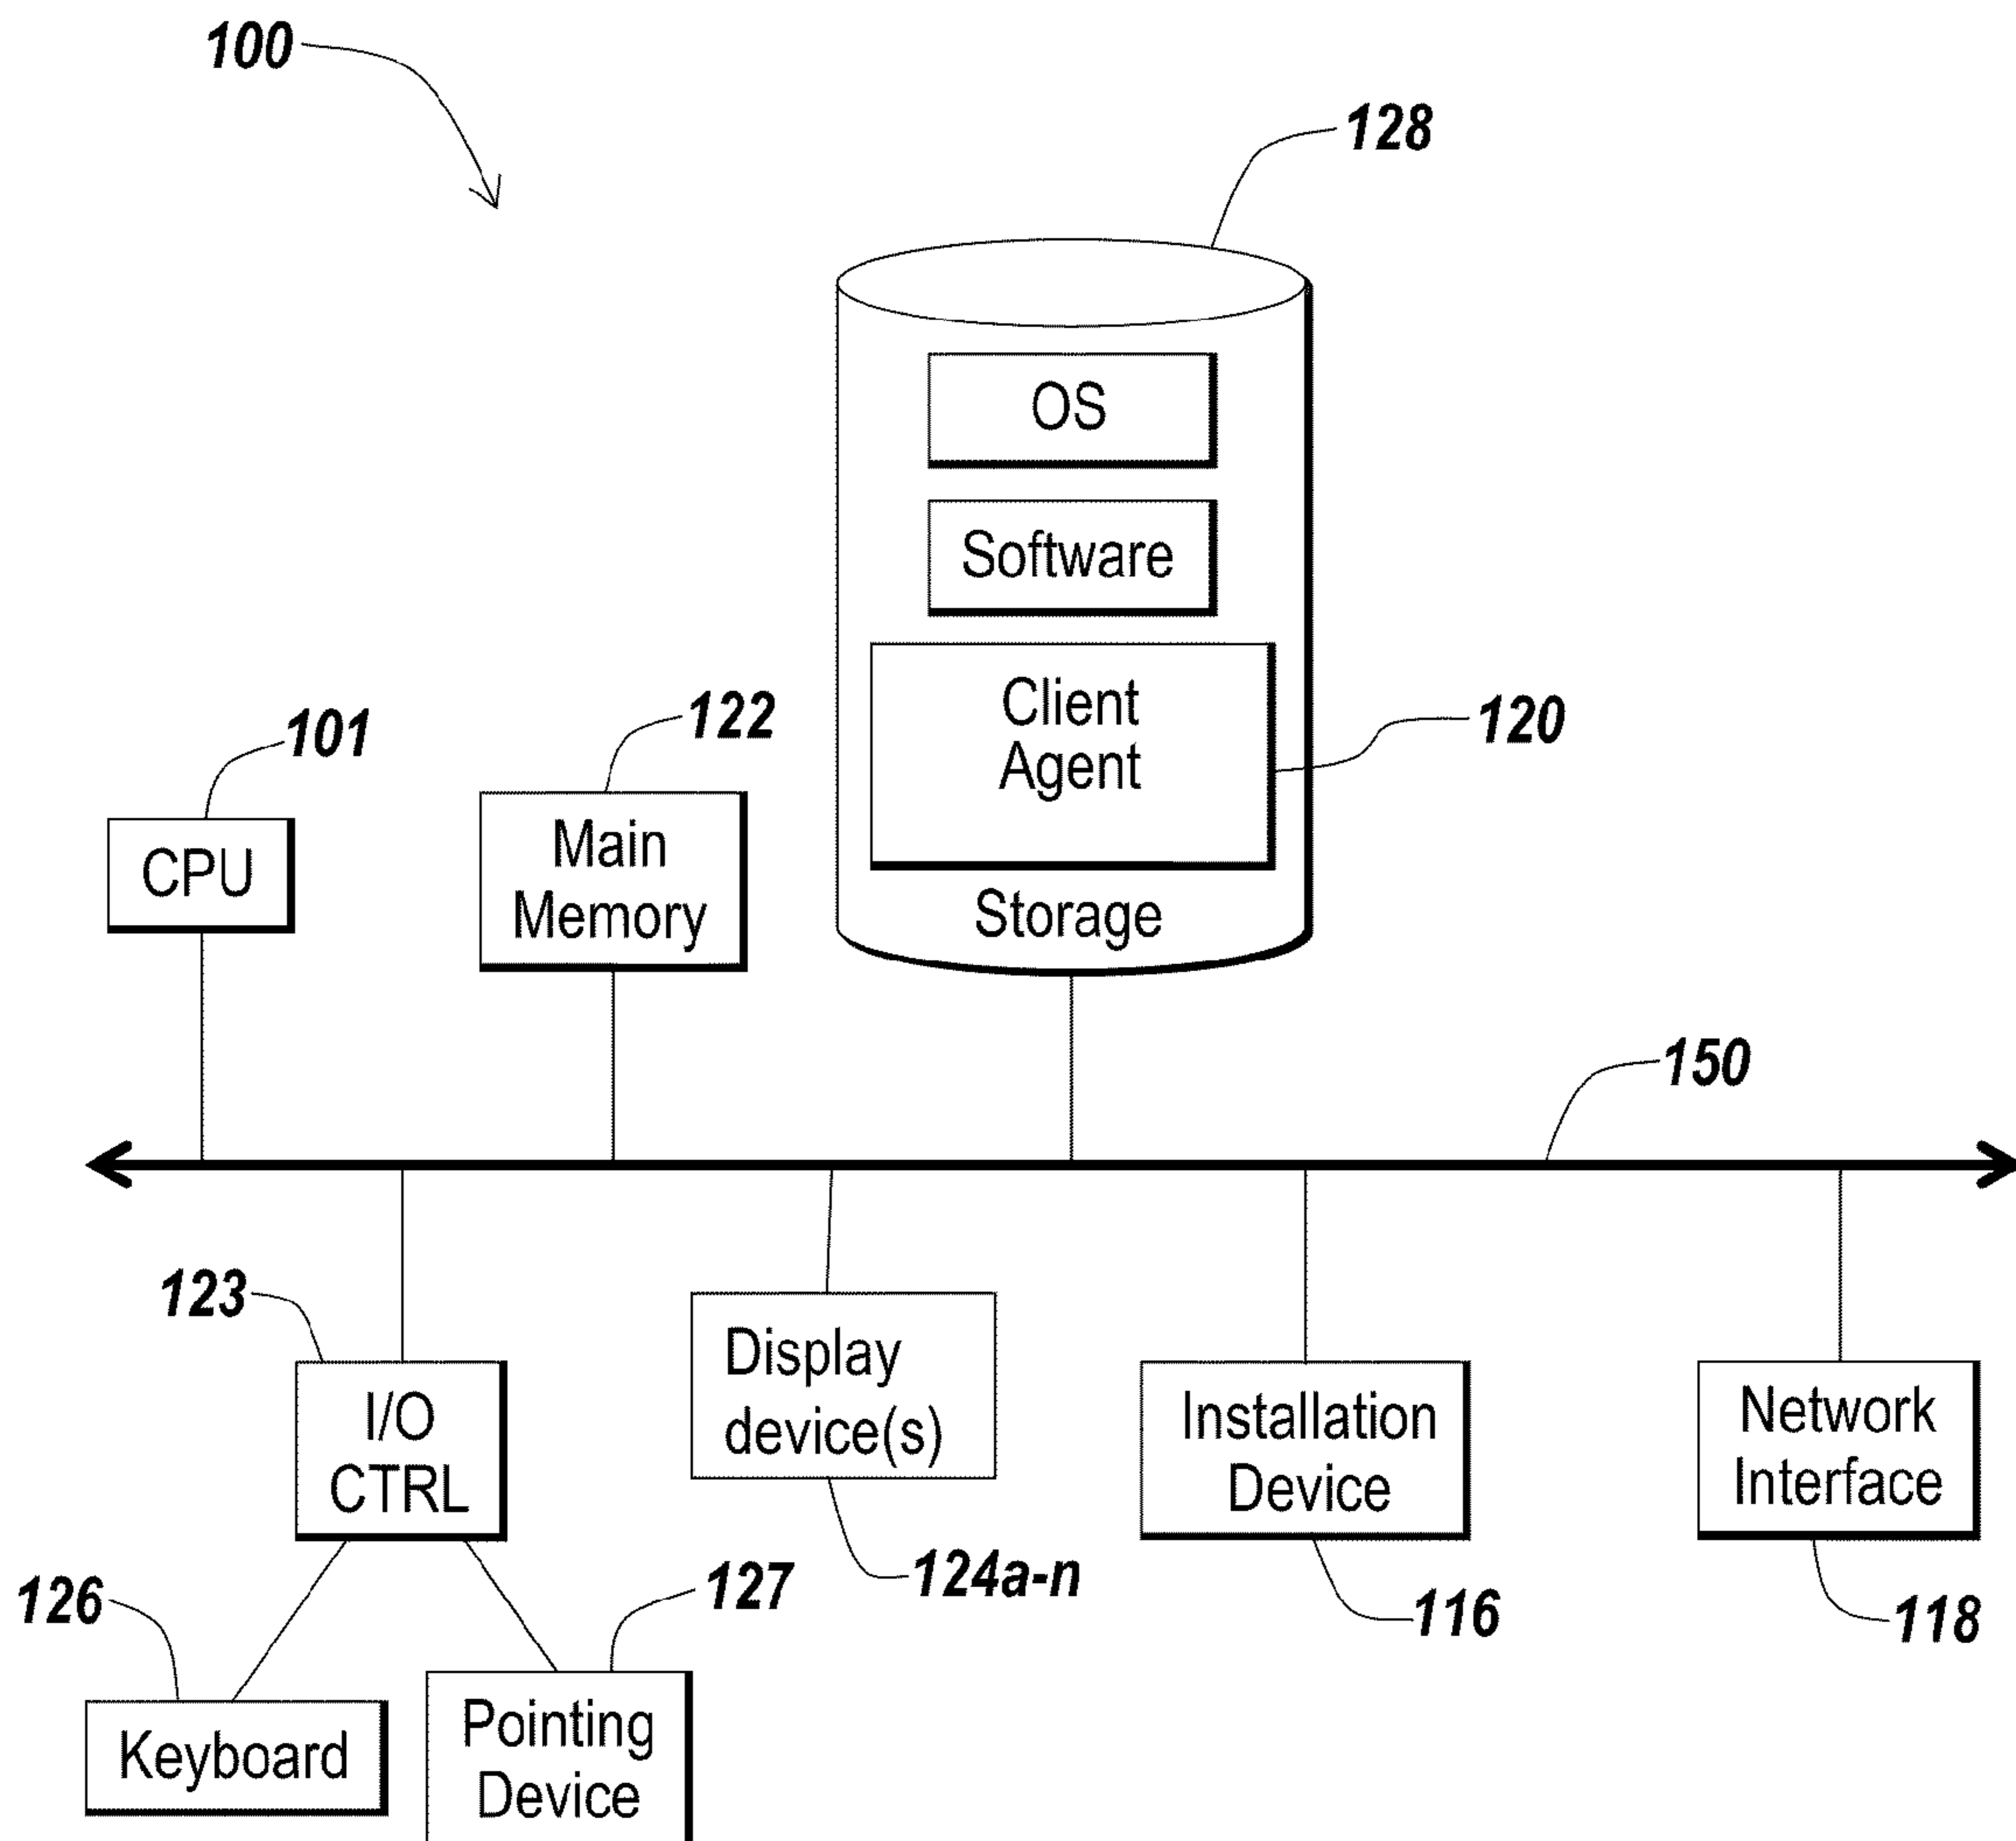 100
128
OS
Software
Client
Agent
120
Storage
101
CPU
122
Main
Memory
150
123
I/O
CTRL
Display
device(s)
124a-n
Installation
Device
116
Network
Interface
118
126
Keyboard
127
Pointing
Device